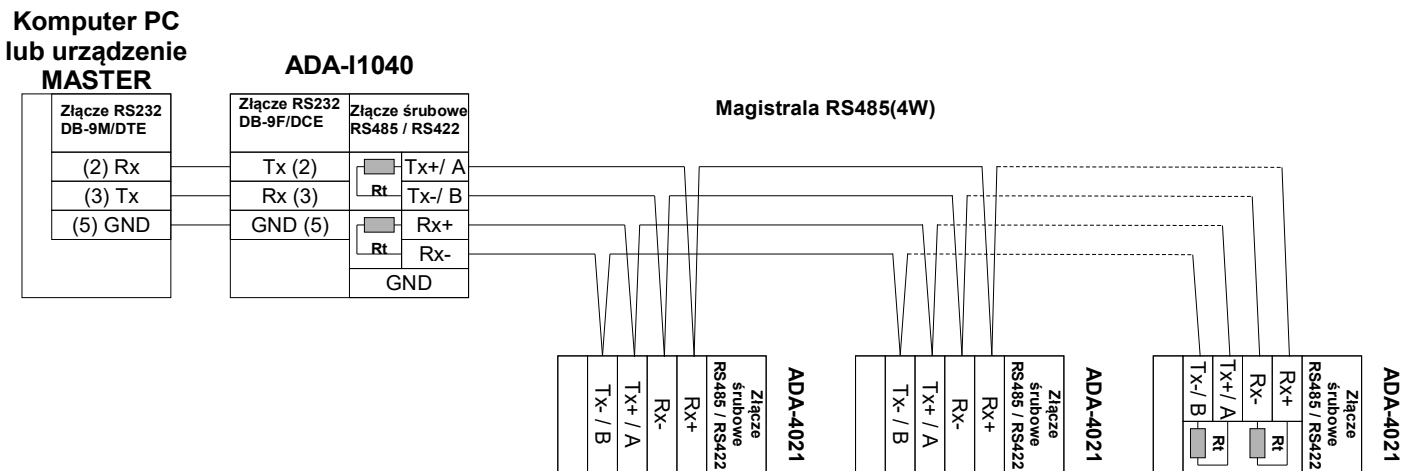 Komputer PC
lub urządzenie
MASTER
ADA-I1040
Magistrala RS485(4W)
Złącze RS232
DB-9M/DTE
(2) Rx
(3) Tx
(5) GND
Złącze RS232
DB-9F/DCE
Tx (2)
Rx (3)
GND (5)
Złącze śrubowe
RS485 / RS422
Rt
Tx+/ A
Tx-/ B
Rt
Rx+
Rx-
GND
Tx- / B
Tx+ / A
Rx-
Rx+
Złącze
śrubowe
RS485 / RS422
ADA-4021
Tx- / B
Tx+ / A
Rx-
Rx+
Złącze
śrubowe
RS485 / RS422
ADA-4021
Tx-/ B
Tx+/ A
Rt
Rx-
Rx+
Rt
Złącze
śrubowe
RS485 / RS422
ADA-4021